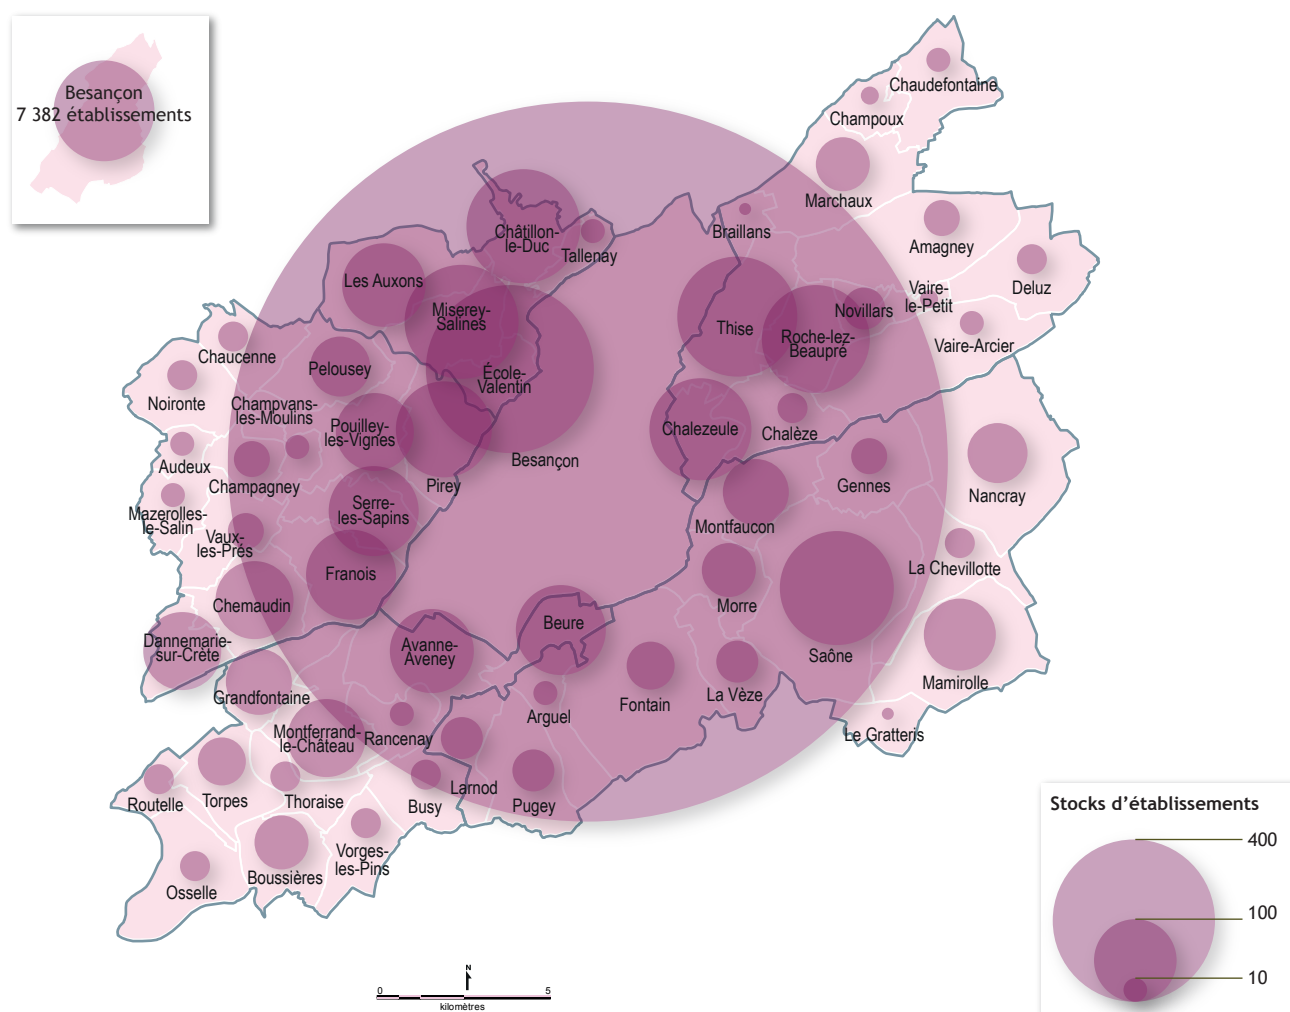 Besançon
7 382 établissements
Chaudefontaine
Champoux
Marchaux
Braillans
Amagney
Châtillon-
le-Duc
Tallenay
Les Auxons
Deluz
Vaire-
le-Petit
Novillars
Miserey-
Salines
Thise
Roche-lez-
Beaupré
Vaire-Arcier
Chaucenne
Pelousey
École-
Valentin
Noironte
Champvans-
les-Moulins
Pouilley-
les-Vignes
Chalezeule
Chalèze
Besançon
Audeux
Champagney
Pirey
Gennes
Nancray
Mazerolles-
le-Salin
Serre-
les-Sapins
Montfaucon
Vaux-
les-Prés
La Chevillotte
Franois
Chemaudin
Morre
Beure
Dannemarie-
sur-Crète
Avanne-
Aveney
Saône
Mamirolle
Grandfontaine
La Vèze
Fontain
Arguel
Montferrand-
le-Château
Rancenay
Le Gratteris
Routelle
Torpes
Thoraise
Busy
Larnod
Pugey
Vorges-
les-Pins
Boussières
Osselle
Stocks d'établissements
400
100
10
N
0 5
kilomètres